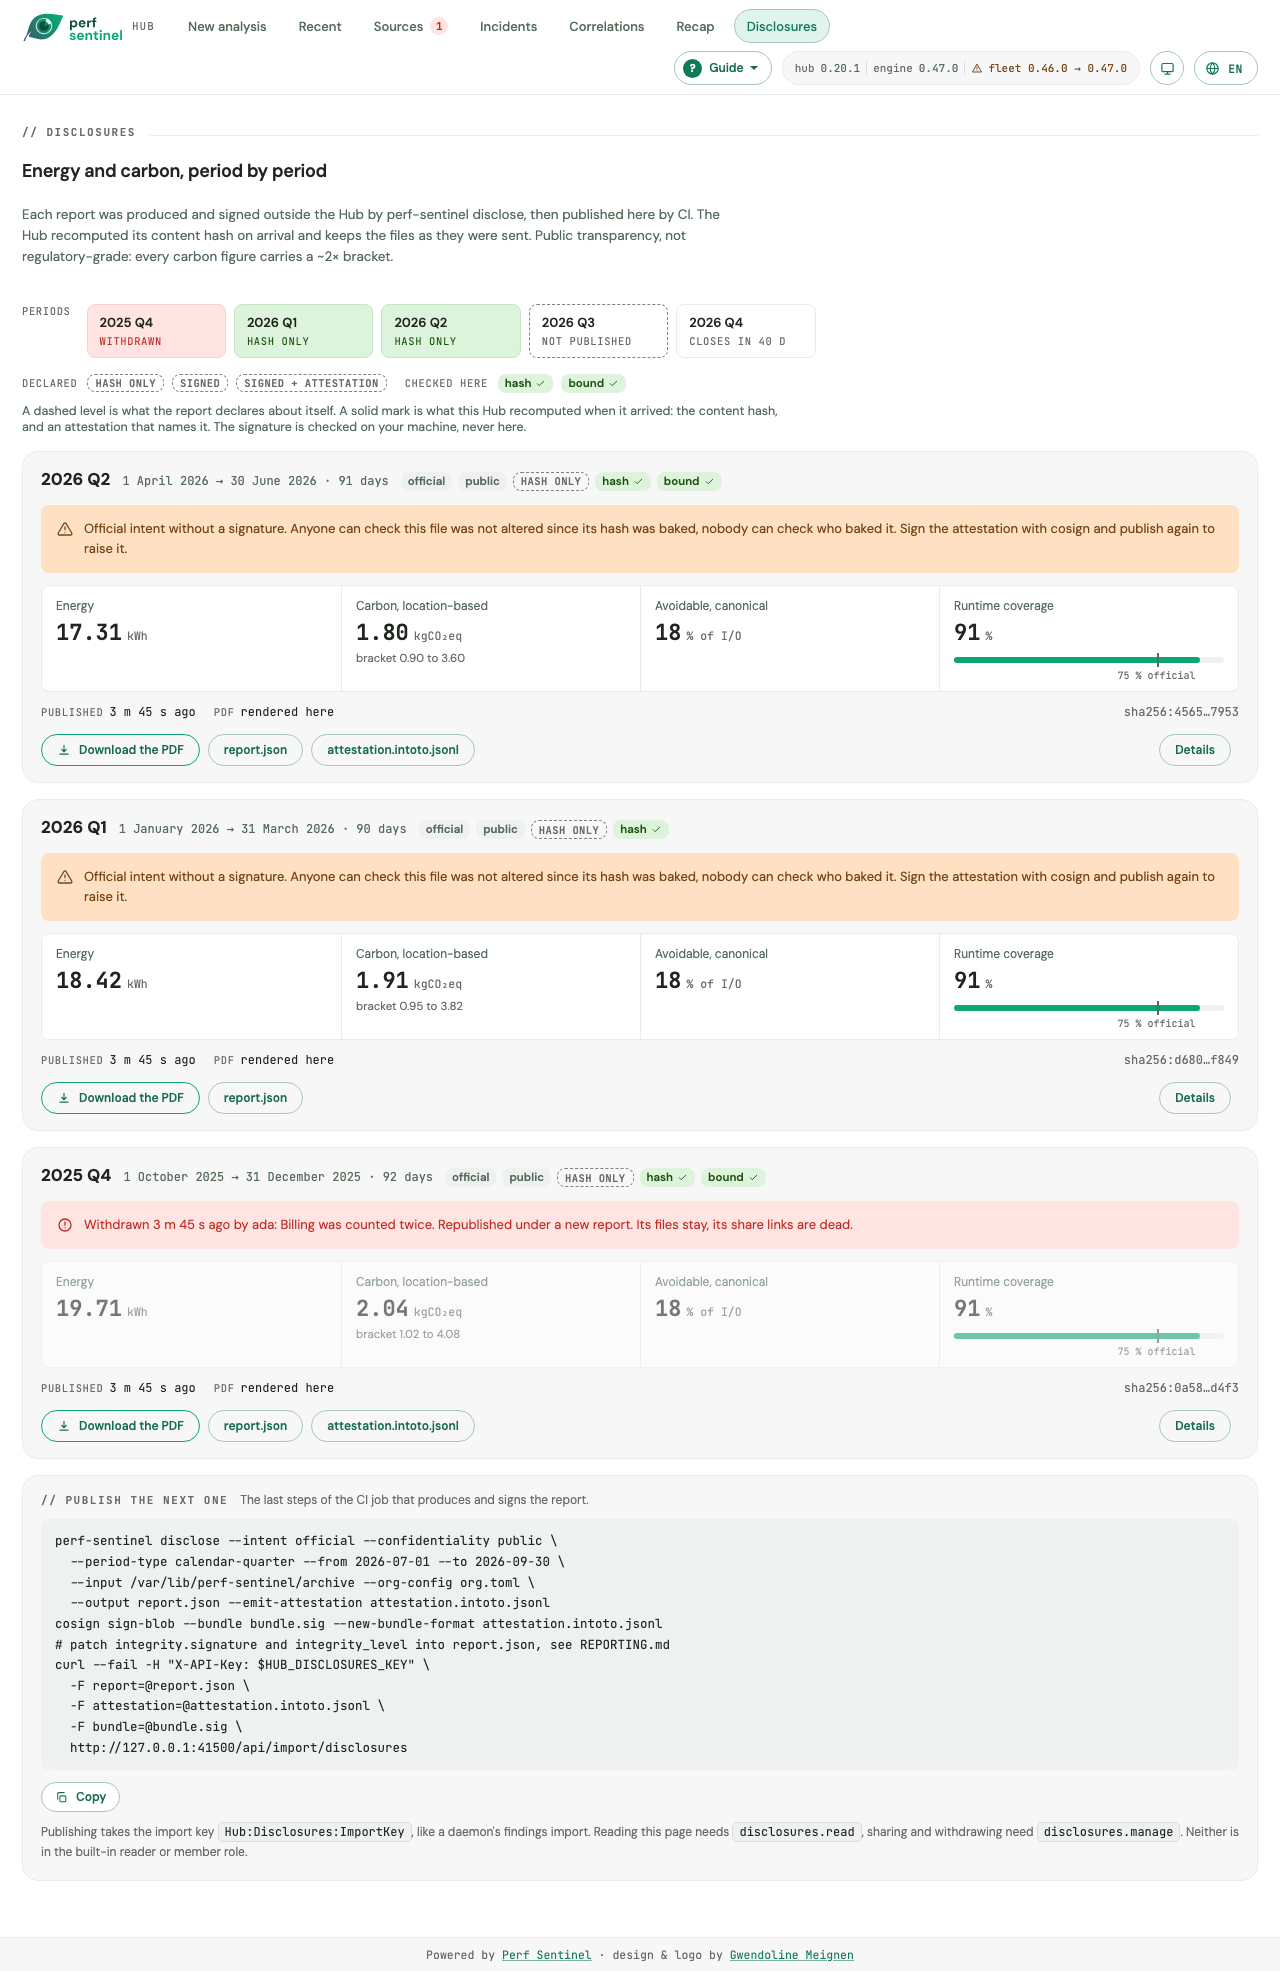 perf
sentinel
HUB
New analysis
Recent
Sources 1
Incidents
Correlations
Recap
Disclosures
? Guide
hub 0.20.1
engine 0.47.0
fleet 0.46.0 → 0.47.0
EN
// DISCLOSURES
Energy and carbon, period by period
Each report was produced and signed outside the Hub by perf-sentinel disclose, then published here by CI. The
Hub recomputed its content hash on arrival and keeps the files as they were sent. Public transparency, not
regulatory-grade: every carbon figure carries a ~2× bracket.
PERIODS
2025 Q4
WITHDRAWN
2026 Q1
HASH ONLY
2026 Q2
HASH ONLY
2026 Q3
NOT PUBLISHED
2026 Q4
CLOSES IN 40 D
DECLARED HASH ONLY SIGNED SIGNED + ATTESTATION CHECKED HERE hash ✓ bound ✓
A dashed level is what the report declares about itself. A solid mark is what this Hub recomputed when it arrived: the content hash,
and an attestation that names it. The signature is checked on your machine, never here.
2026 Q2 1 April 2026 → 30 June 2026 · 91 days official public HASH ONLY hash ✓ bound ✓
Official intent without a signature. Anyone can check this file was not altered since its hash was baked, nobody can check who baked it. Sign the attestation with cosign and publish again to
raise it.
Energy
17.31 kWh
Carbon, location-based
1.80 kgCO₂eq
bracket 0.90 to 3.60
Avoidable, canonical
18 % of I/O
Runtime coverage
91 %
75 % official
PUBLISHED 3 m 45 s ago PDF rendered here sha256:4565…7953
Download the PDF report.json attestation.intoto.jsonl Details
2026 Q1 1 January 2026 → 31 March 2026 · 90 days official public HASH ONLY hash ✓
Official intent without a signature. Anyone can check this file was not altered since its hash was baked, nobody can check who baked it. Sign the attestation with cosign and publish again to
raise it.
Energy
18.42 kWh
Carbon, location-based
1.91 kgCO₂eq
bracket 0.95 to 3.82
Avoidable, canonical
18 % of I/O
Runtime coverage
91 %
75 % official
PUBLISHED 3 m 45 s ago PDF rendered here sha256:d680…f849
Download the PDF report.json Details
2025 Q4 1 October 2025 → 31 December 2025 · 92 days official public HASH ONLY hash ✓ bound ✓
Withdrawn 3 m 45 s ago by ada: Billing was counted twice. Republished under a new report. Its files stay, its share links are dead.
Energy
19.71 kWh
Carbon, location-based
2.04 kgCO₂eq
bracket 1.02 to 4.08
Avoidable, canonical
18 % of I/O
Runtime coverage
91 %
75 % official
PUBLISHED 3 m 45 s ago PDF rendered here sha256:0a58…d4f3
Download the PDF report.json attestation.intoto.jsonl Details
// PUBLISH THE NEXT ONE The last steps of the CI job that produces and signs the report.
perf-sentinel disclose --intent official --confidentiality public \
--period-type calendar-quarter --from 2026-07-01 --to 2026-09-30 \
--input /var/lib/perf-sentinel/archive --org-config org.toml \
--output report.json --emit-attestation attestation.intoto.jsonl
cosign sign-blob --bundle bundle.sig --new-bundle-format attestation.intoto.jsonl
# patch integrity.signature and integrity_level into report.json, see REPORTING.md
curl --fail -H "X-API-Key: $HUB_DISCLOSURES_KEY" \
-F report=@report.json \
-F attestation=@attestation.intoto.jsonl \
-F bundle=@bundle.sig \
http://127.0.0.1:41500/api/import/disclosures
Copy
Publishing takes the import key Hub:Disclosures:ImportKey, like a daemon's findings import. Reading this page needs disclosures.read, sharing and withdrawing need disclosures.manage. Neither is
in the built-in reader or member role.
Powered by Perf Sentinel · design & logo by Gwendoline Meignen